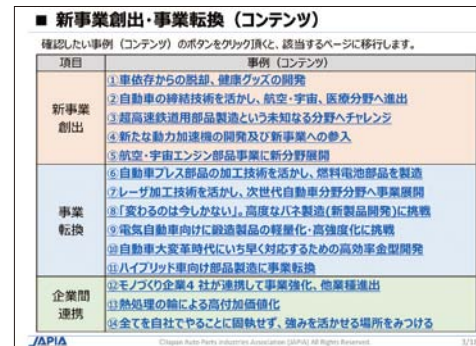 ■ 新事業創出・事業転換（コンテンツ）
確認したい事例（コンテンツ）のボタンをクリック頂くと、該当するページに移行します。
項目 事例（コンテンツ）
新事業
創出
①車依存からの脱却、健康グッズの開発
②自動車の締結技術を活かし、航空・宇宙、医療分野へ進出
③超高速鉄道用部品製造という未知なる分野へチャレンジ
④新たな動力加速機の開発及び新事業への参入
⑤航空・宇宙エンジン部品事業に新分野展開
事業
転換
⑥自動車プレス部品の加工技術を活かし、燃料電池部品を製造
⑦レーザ加工技術を活かし、次世代自動車分野分野へ事業展開
⑧「変わるのは今しかない」。高度なバネ製造(新製品開発)に挑戦
⑨電気自動車向けに鍛造製品の軽量化・高強度化に挑戦
⑩自動車大変革時代にいち早く対応するための高効率金型開発
⑪ハイブリッド車向け部品製造に事業転換
企業間
連携
⑫モノづくり企業4 社が連携して事業強化、他業種進出
⑬熱処理の輪による高付加価値化
⑭全てを自社でやることに固執せず、強みを活かせる場所をみつける
JAPIA
©Japan Auto Parts Industries Association (JAPIA) All Rights Reserved.